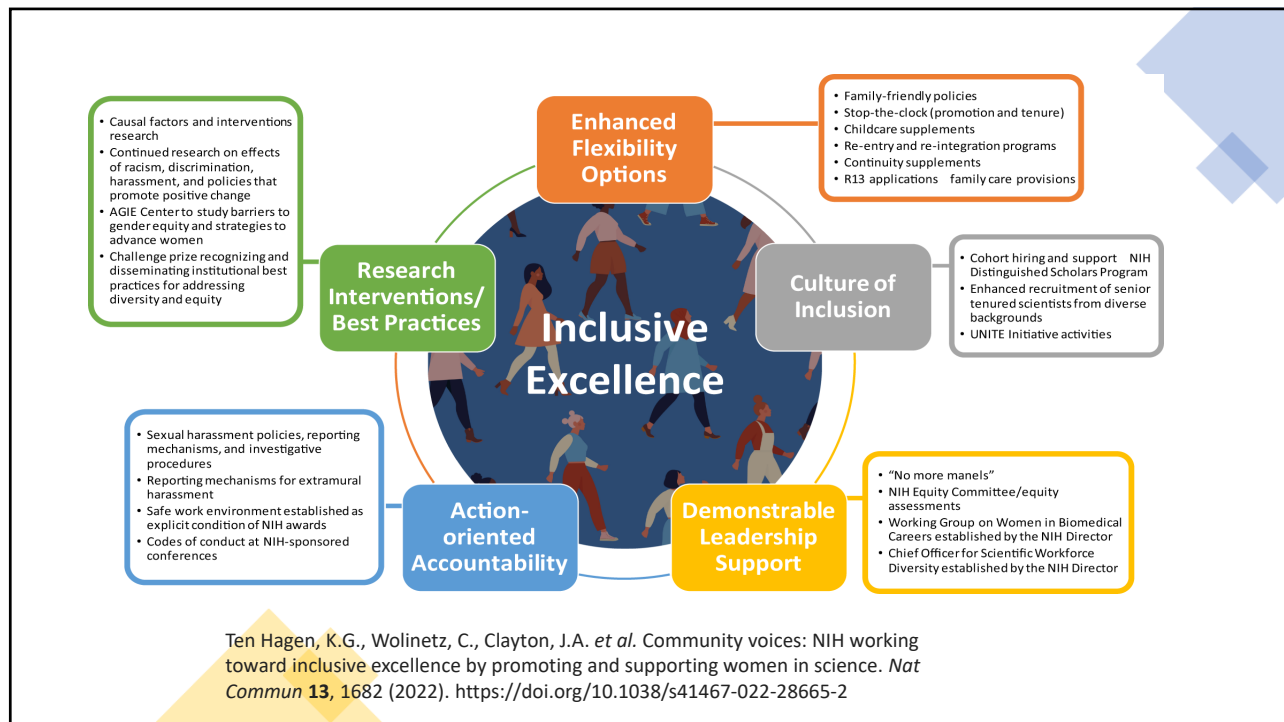 • Causal factors and interventions
research
• Continued research on effects
of racism, discrimination,
harassment, and policies that
promote positive change
• AGIE Center to study barriers to
gender equity and strategies to
advance women
• Challenge prize recognizing and
disseminating institutional best
practices for addressing
diversity and equity
Enhanced
Flexibility
Options
• Family-friendly policies
• Stop-the-clock (promotion and tenure)
• Childcare supplements
• Re-entry and re-integration programs
• Continuity supplements
• R13 applications family care provisions
Research
Interventions/
Best Practices
Inclusive
Excellence
Culture of
Inclusion
• Cohort hiring and support NIH
Distinguished Scholars Program
• Enhanced recruitment of senior
tenured scientists from diverse
backgrounds
• UNITE Initiative activities
• Sexual harassment policies, reporting
mechanisms, and investigative
procedures
• Reporting mechanisms for extramural
harassment
• Safe work environment established as
explicit condition of NIH awards
• Codes of conduct at NIH-sponsored
conferences
Action-
oriented
Accountability
Demonstrable
Leadership
Support
• “No more manels”
• NIH Equity Committee/equity
assessments
• Working Group on Women in Biomedical
Careers established by the NIH Director
• Chief Officer for Scientific Workforce
Diversity established by the NIH Director
Ten Hagen, K.G., Wolinetz, C., Clayton, J.A. et al. Community voices: NIH working
toward inclusive excellence by promoting and supporting women in science. Nat
Commun 13, 1682 (2022). https://doi.org/10.1038/s41467-022-28665-2